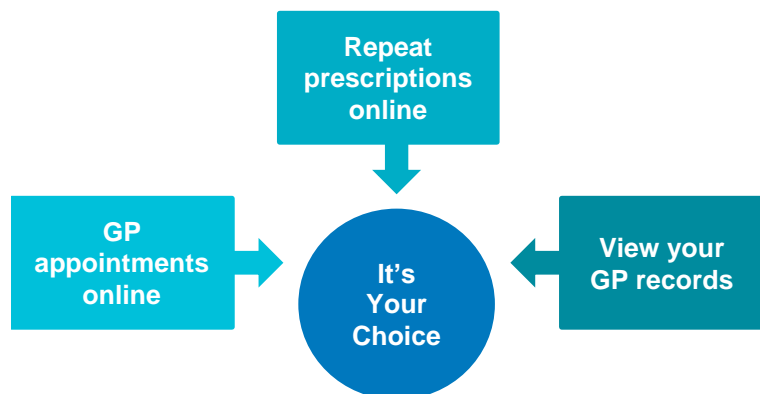 Repeat
prescriptions
online
GP
appointments
online
It’s
Your
Choice
View your
GP records